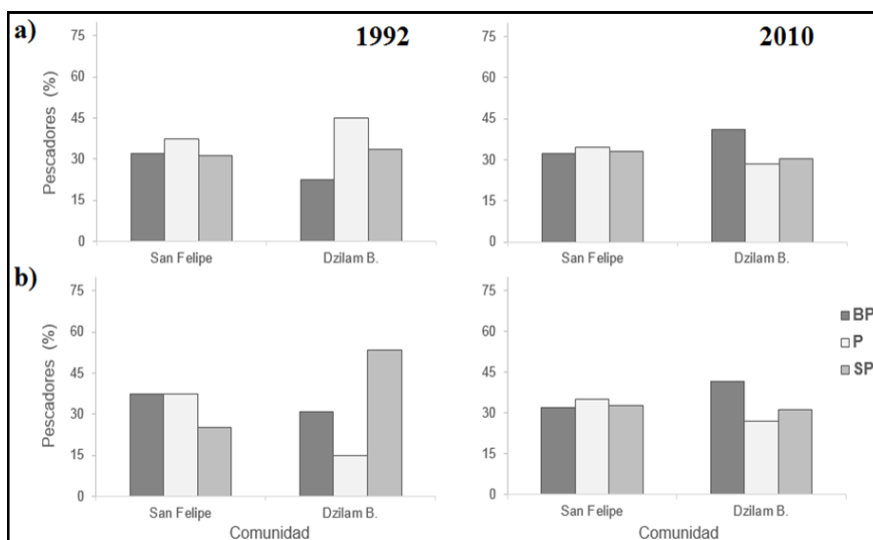 a)
1992
2010
Pescadores (%)
75
60
45
30
15
0
San Felipe
Dzilam B.
75
60
45
30
15
0
San Felipe
Dzilam B.
b)
Pescadores (%)
75
60
45
30
15
0
San Felipe
Dzilam B.
Comunidad
75
60
45
30
15
0
San Felipe
Dzilam B.
Comunidad
BP
P
SP